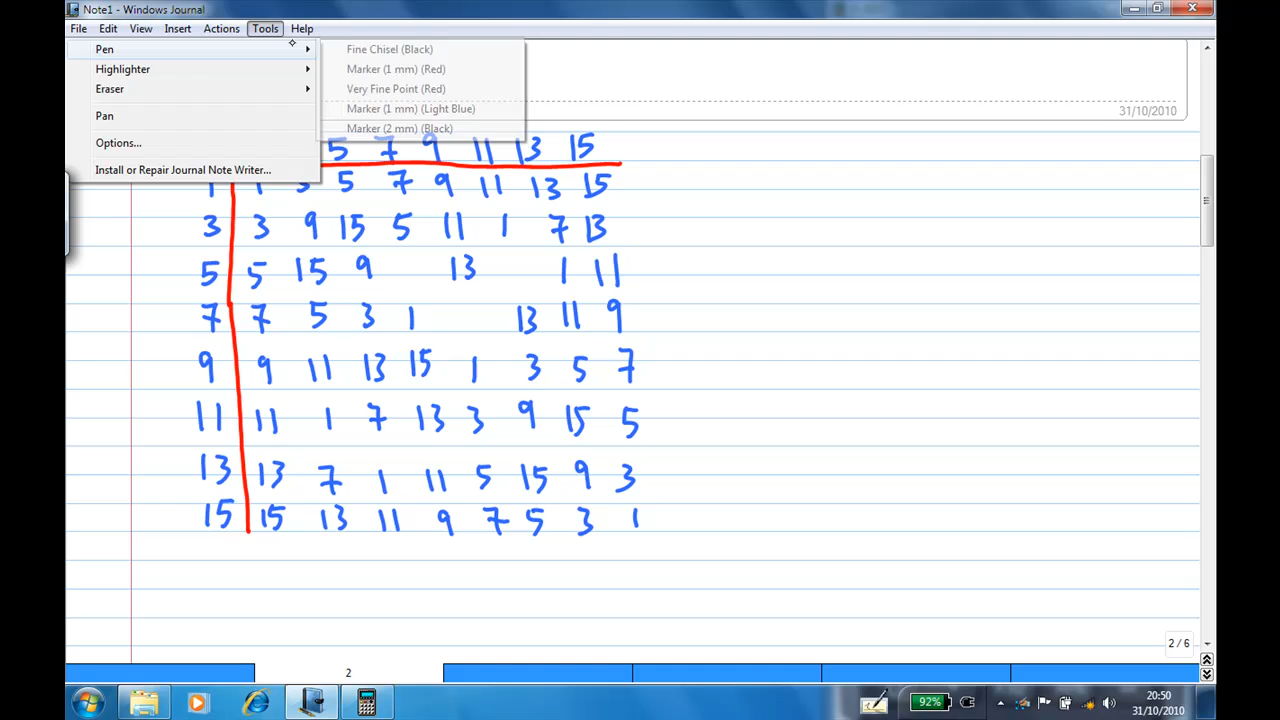 Note1 - Windows Journal
File Edit View Insert Actions Tools Help
Pen
Highlighter
Eraser
Pan
Options...
Install or Repair Journal Note Writer...
Fine Chisel (Black)
Marker (1 mm) (Red)
Very Fine Point (Red)
Marker (1 mm) (Light Blue)
Marker (2 mm) (Black)
31/10/2010
5 7 9 11 13 15
1 1 3 5 7 9 11 13 15
3 3 9 15 5 11 1 7 13
5 5 15 9 13 1 11
7 7 5 3 1 13 11 9
9 9 11 13 15 1 3 5 7
11 11 1 7 13 3 9 15 5
13 13 7 1 11 5 15 9 3
15 15 13 11 9 7 5 3 1
2 / 6
2
92%
20:50
31/10/2010